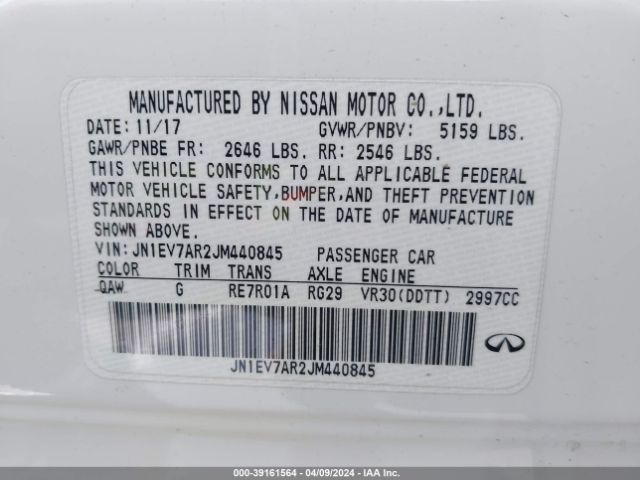 MANUFACTURED BY NISSAN MOTOR CO.,LTD.
DATE: 11/17 GVWR/PNBV: 5159 LBS.
GAWR/PNBE FR: 2646 LBS. RR: 2546 LBS.
THIS VEHICLE CONFORMS TO ALL APPLICABLE FEDERAL
MOTOR VEHICLE SAFETY,BUMPER,AND THEFT PREVENTION
STANDARDS IN EFFECT ON THE DATE OF MANUFACTURE
SHOWN ABOVE.
VIN:JN1EV7AR2JM440845 PASSENGER CAR
COLOR TRIM TRANS AXLE ENGINE
QAW G RE7R01A RG29 VR30(DDTT) 2997CC
JN1EV7AR2JM440845
000-39161564 - 04/09/2024 - IAA Inc.